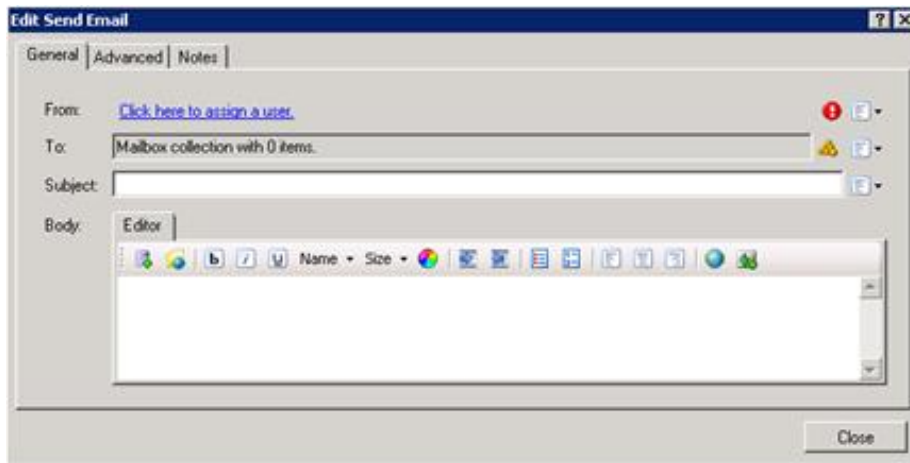 Edit Send Email
General Advanced Notes
From: Click here to assign a user.
To: Mailbox collection with 0 items.
Subject:
Body: Editor
b i U Name Size
Close